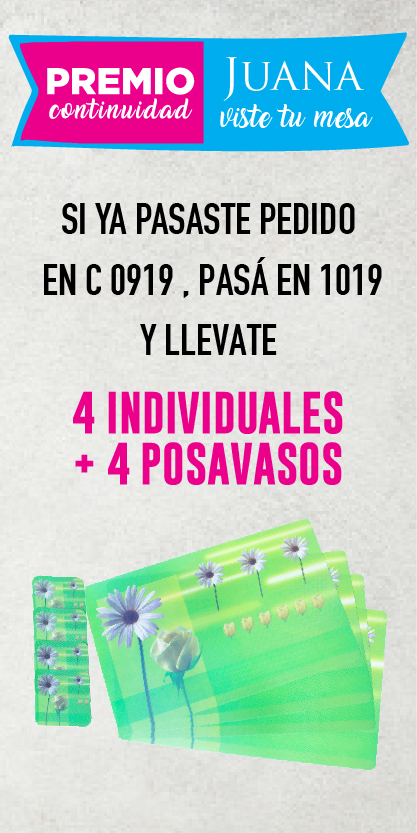 PREMIO
continuidad
JUANA
viste tu mesa
SI YA PASASTE PEDIDO
EN C 0919 , PASÁ EN 1019
Y LLEVATE
4 INDIVIDUALES
+ 4 POSAVASOS